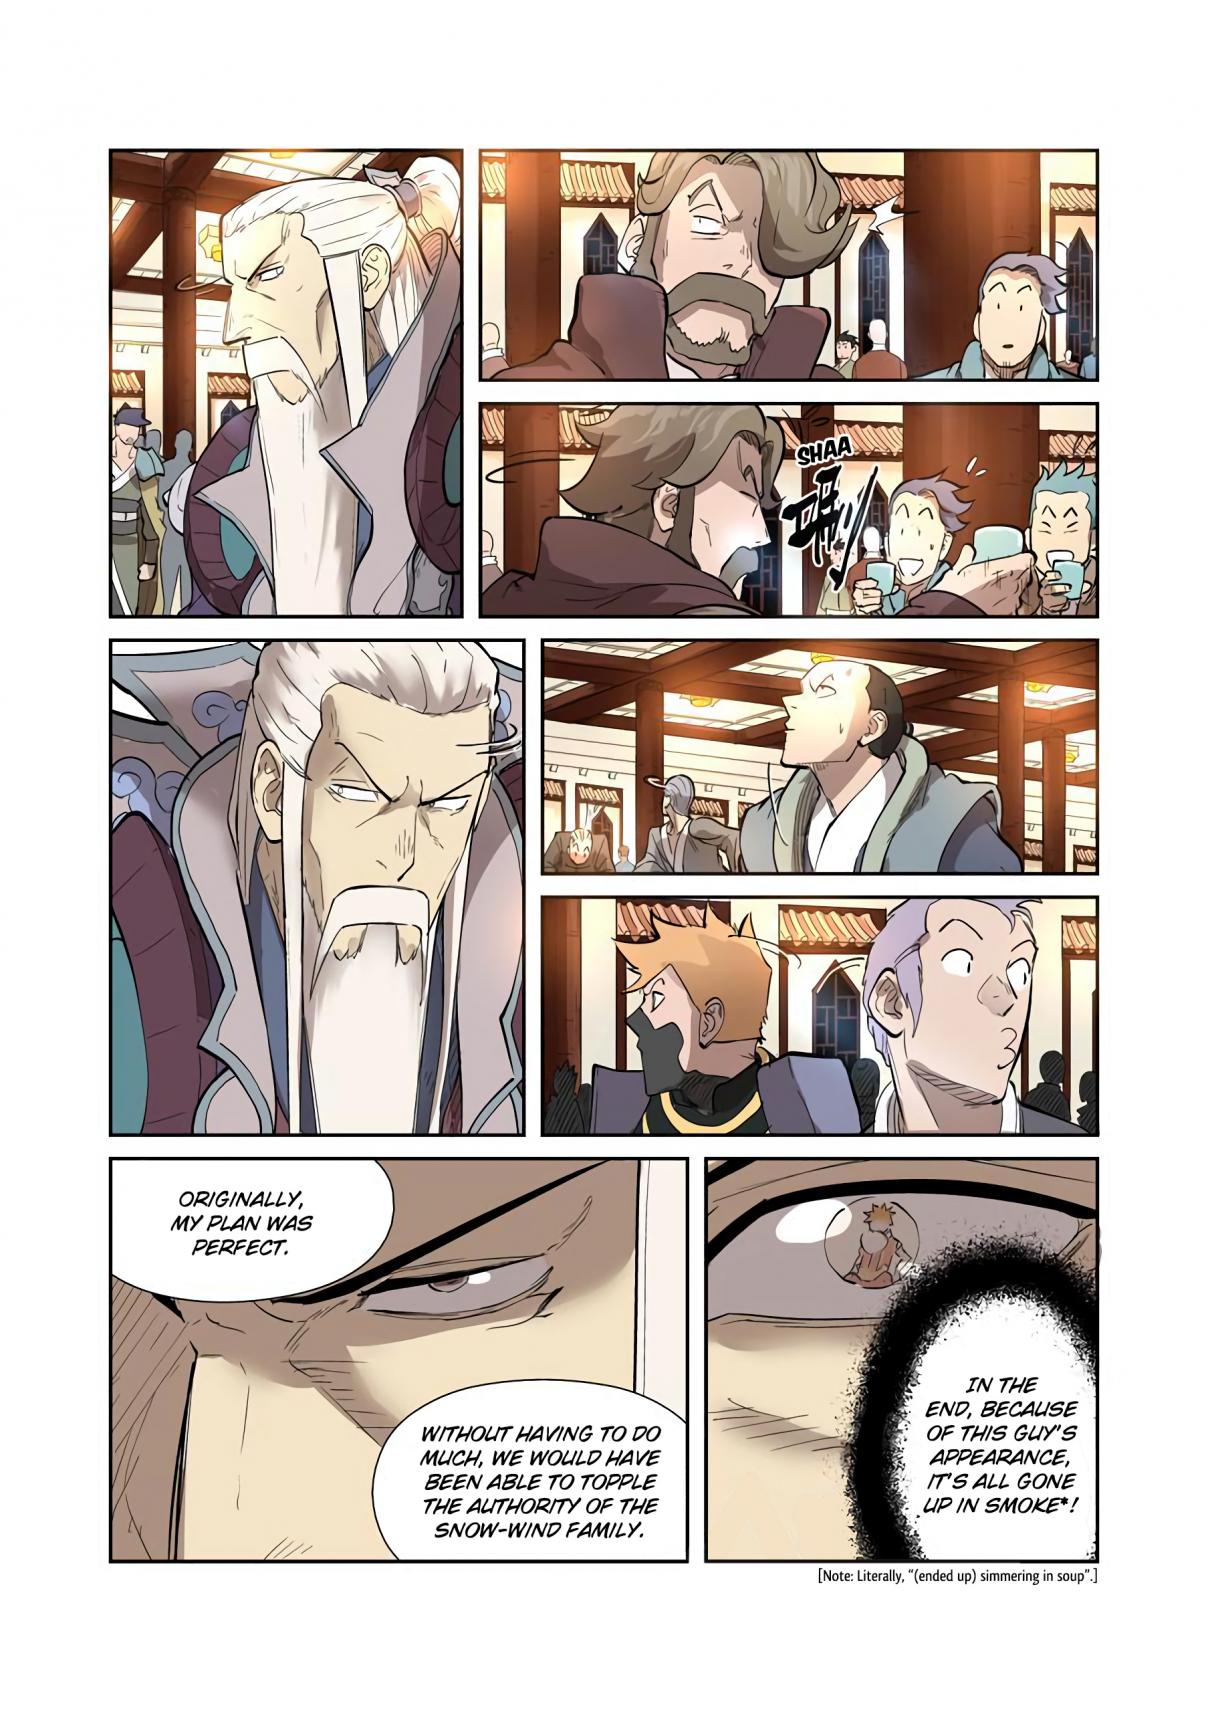 SHAA
ORIGINALLY,
MY PLAN WAS
PERFECT.
WITHOUT HAVING TO DO
MUCH, WE WOULD HAVE
BEEN ABLE TO TOPPLE
THE AUTHORITY OF THE
SNOW-WIND FAMILY.
IN THE
END, BECAUSE
OF THIS GUY'S
APPEARANCE,
IT'S ALL GONE
UP IN SMOKE*!
[Note: Literally, "(ended up) simmering in soup".]